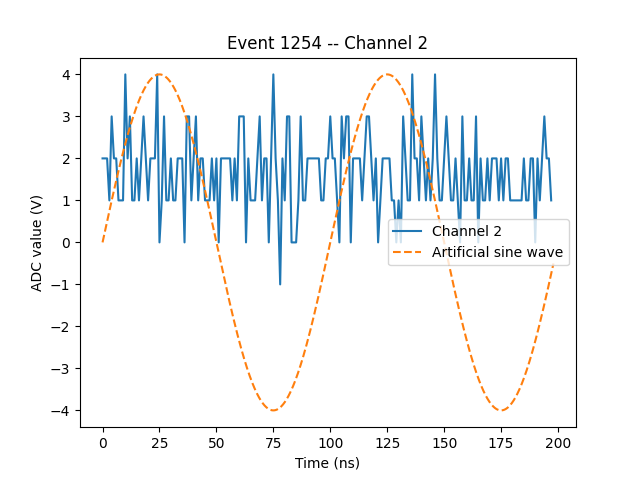 Event 1254 -- Channel 2
ADC value (V)
4
3
2
1
0
−1
−2
−3
−4
Channel 2
Artificial sine wave
0 25 50 75 100 125 150 175 200
Time (ns)